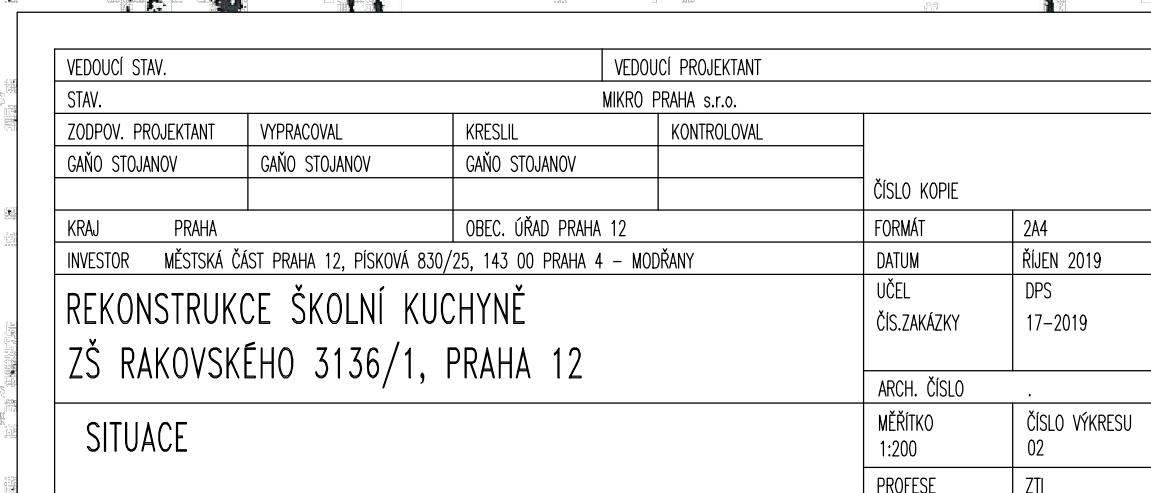 VEDOUCÍ STAV. VEDOUCÍ PROJEKTANT
STAV. MIKRO PRAHA s.r.o.
ZODPOV. PROJEKTANT VYPRACOVAL KRESLIL KONTROLOVAL
GAŇO STOJANOV GAŇO STOJANOV GAŇO STOJANOV
ČÍSLO KOPIE
KRAJ PRAHA OBEC. ÚŘAD PRAHA 12 FORMÁT 2A4
INVESTOR MĚSTSKÁ ČÁST PRAHA 12, PÍSKOVÁ 830/25, 143 00 PRAHA 4 – MODŘANY DATUM ŘÍJEN 2019
REKONSTRUKCE ŠKOLNÍ KUCHYNĚ
ZŠ RAKOVSKÉHO 3136/1, PRAHA 12
UČEL DPS
ČÍS.ZAKÁZKY 17–2019
ARCH. ČÍSLO .
SITUACE
MĚŘÍTKO ČÍSLO VÝKRESU
1:200 02
PROFESE ZTI